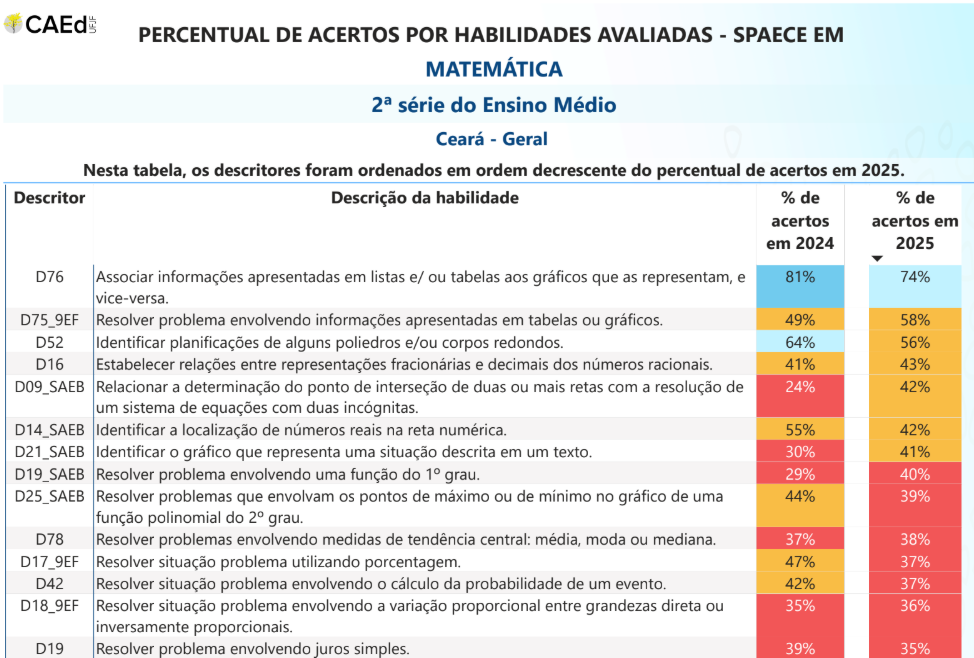 CAEd UFJF
PERCENTUAL DE ACERTOS POR HABILIDADES AVALIADAS - SPAECE EM
MATEMÁTICA
2ª série do Ensino Médio
Ceará - Geral
Nesta tabela, os descritores foram ordenados em ordem decrescente do percentual de acertos em 2025.
Descritor Descrição da habilidade % de acertos em 2024 % de acertos em 2025
D76 Associar informações apresentadas em listas e/ ou tabelas aos gráficos que as representam, e 81% 74%
vice-versa.
D75_9EF Resolver problema envolvendo informações apresentadas em tabelas ou gráficos. 49% 58%
D52 Identificar planificações de alguns poliedros e/ou corpos redondos. 64% 56%
D16 Estabelecer relações entre representações fracionárias e decimais dos números racionais. 41% 43%
D09_SAEB Relacionar a determinação do ponto de interseção de duas ou mais retas com a resolução de 24% 42%
um sistema de equações com duas incógnitas.
D14_SAEB Identificar a localização de números reais na reta numérica. 55% 42%
D21_SAEB Identificar o gráfico que representa uma situação descrita em um texto. 30% 41%
D19_SAEB Resolver problema envolvendo uma função do 1º grau. 29% 40%
D25_SAEB Resolver problemas que envolvam os pontos de máximo ou de mínimo no gráfico de uma 44% 39%
função polinomial do 2º grau.
D78 Resolver problemas envolvendo medidas de tendência central: média, moda ou mediana. 37% 38%
D17_9EF Resolver situação problema utilizando porcentagem. 47% 37%
D42 Resolver situação problema envolvendo o cálculo da probabilidade de um evento. 42% 37%
D18_9EF Resolver situação problema envolvendo a variação proporcional entre grandezas direta ou 35% 36%
inversamente proporcionais.
D19 Resolver problema envolvendo juros simples. 39% 35%